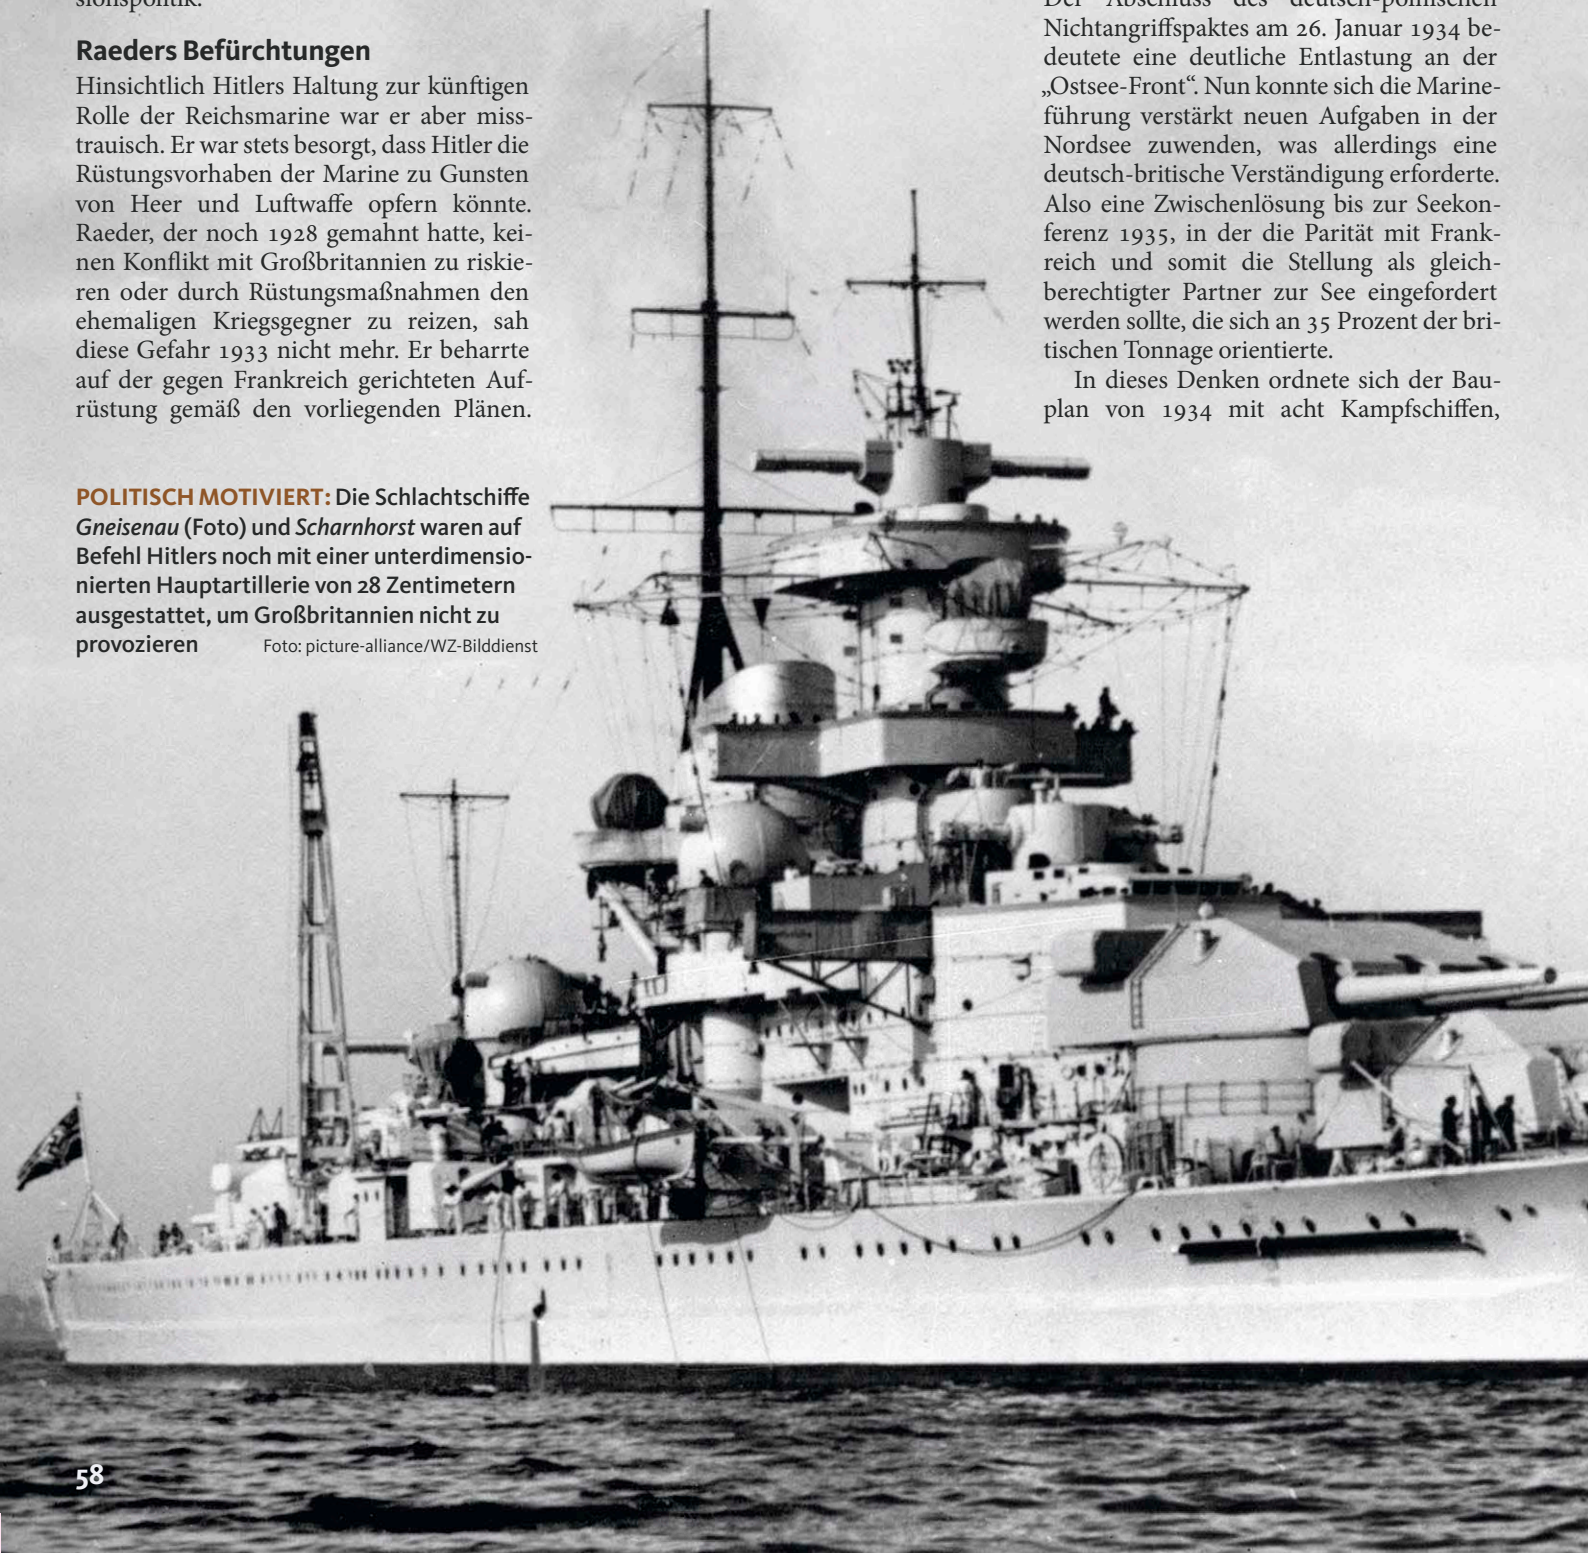 sionspolitik.
Raeders Befürchtungen
Hinsichtlich Hitlers Haltung zur künftigen
Rolle der Reichsmarine war er aber miss-
trauisch. Er war stets besorgt, dass Hitler die
Rüstungsvorhaben der Marine zu Gunsten
von Heer und Luftwaffe opfern könnte.
Raeder, der noch 1928 gemahnt hatte, kei-
nen Konflikt mit Großbritannien zu riskie-
ren oder durch Rüstungsmaßnahmen den
ehemaligen Kriegsgegner zu reizen, sah
diese Gefahr 1933 nicht mehr. Er beharrte
auf der gegen Frankreich gerichteten Auf-
rüstung gemäß den vorliegenden Plänen.
POLITISCH MOTIVIERT: Die Schlachtschiffe
Gneisenau (Foto) und Scharnhorst waren auf
Befehl Hitlers noch mit einer unterdimensio-
nierten Hauptartillerie von 28 Zentimetern
ausgestattet, um Großbritannien nicht zu
provozieren Foto: picture-alliance/WZ-Bilddienst
Der Abschluss des deutsch-polnischen
Nichtangriffspaktes am 26. Januar 1934 be-
deutete eine deutliche Entlastung an der
„Ostsee-Front“. Nun konnte sich die Marine-
führung verstärkt neuen Aufgaben in der
Nordsee zuwenden, was allerdings eine
deutsch-britische Verständigung erforderte.
Also eine Zwischenlösung bis zur Seekon-
ferenz 1935, in der die Parität mit Frank-
reich und somit die Stellung als gleich-
berechtigter Partner zur See eingefordert
werden sollte, die sich an 35 Prozent der bri-
tischen Tonnage orientierte.
In dieses Denken ordnete sich der Bau-
plan von 1934 mit acht Kampfschiffen,
58